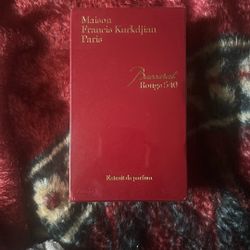 Maison
Francis Kurkdjian
Paris
Baccarat
Rouge 540
Extrait de parfum